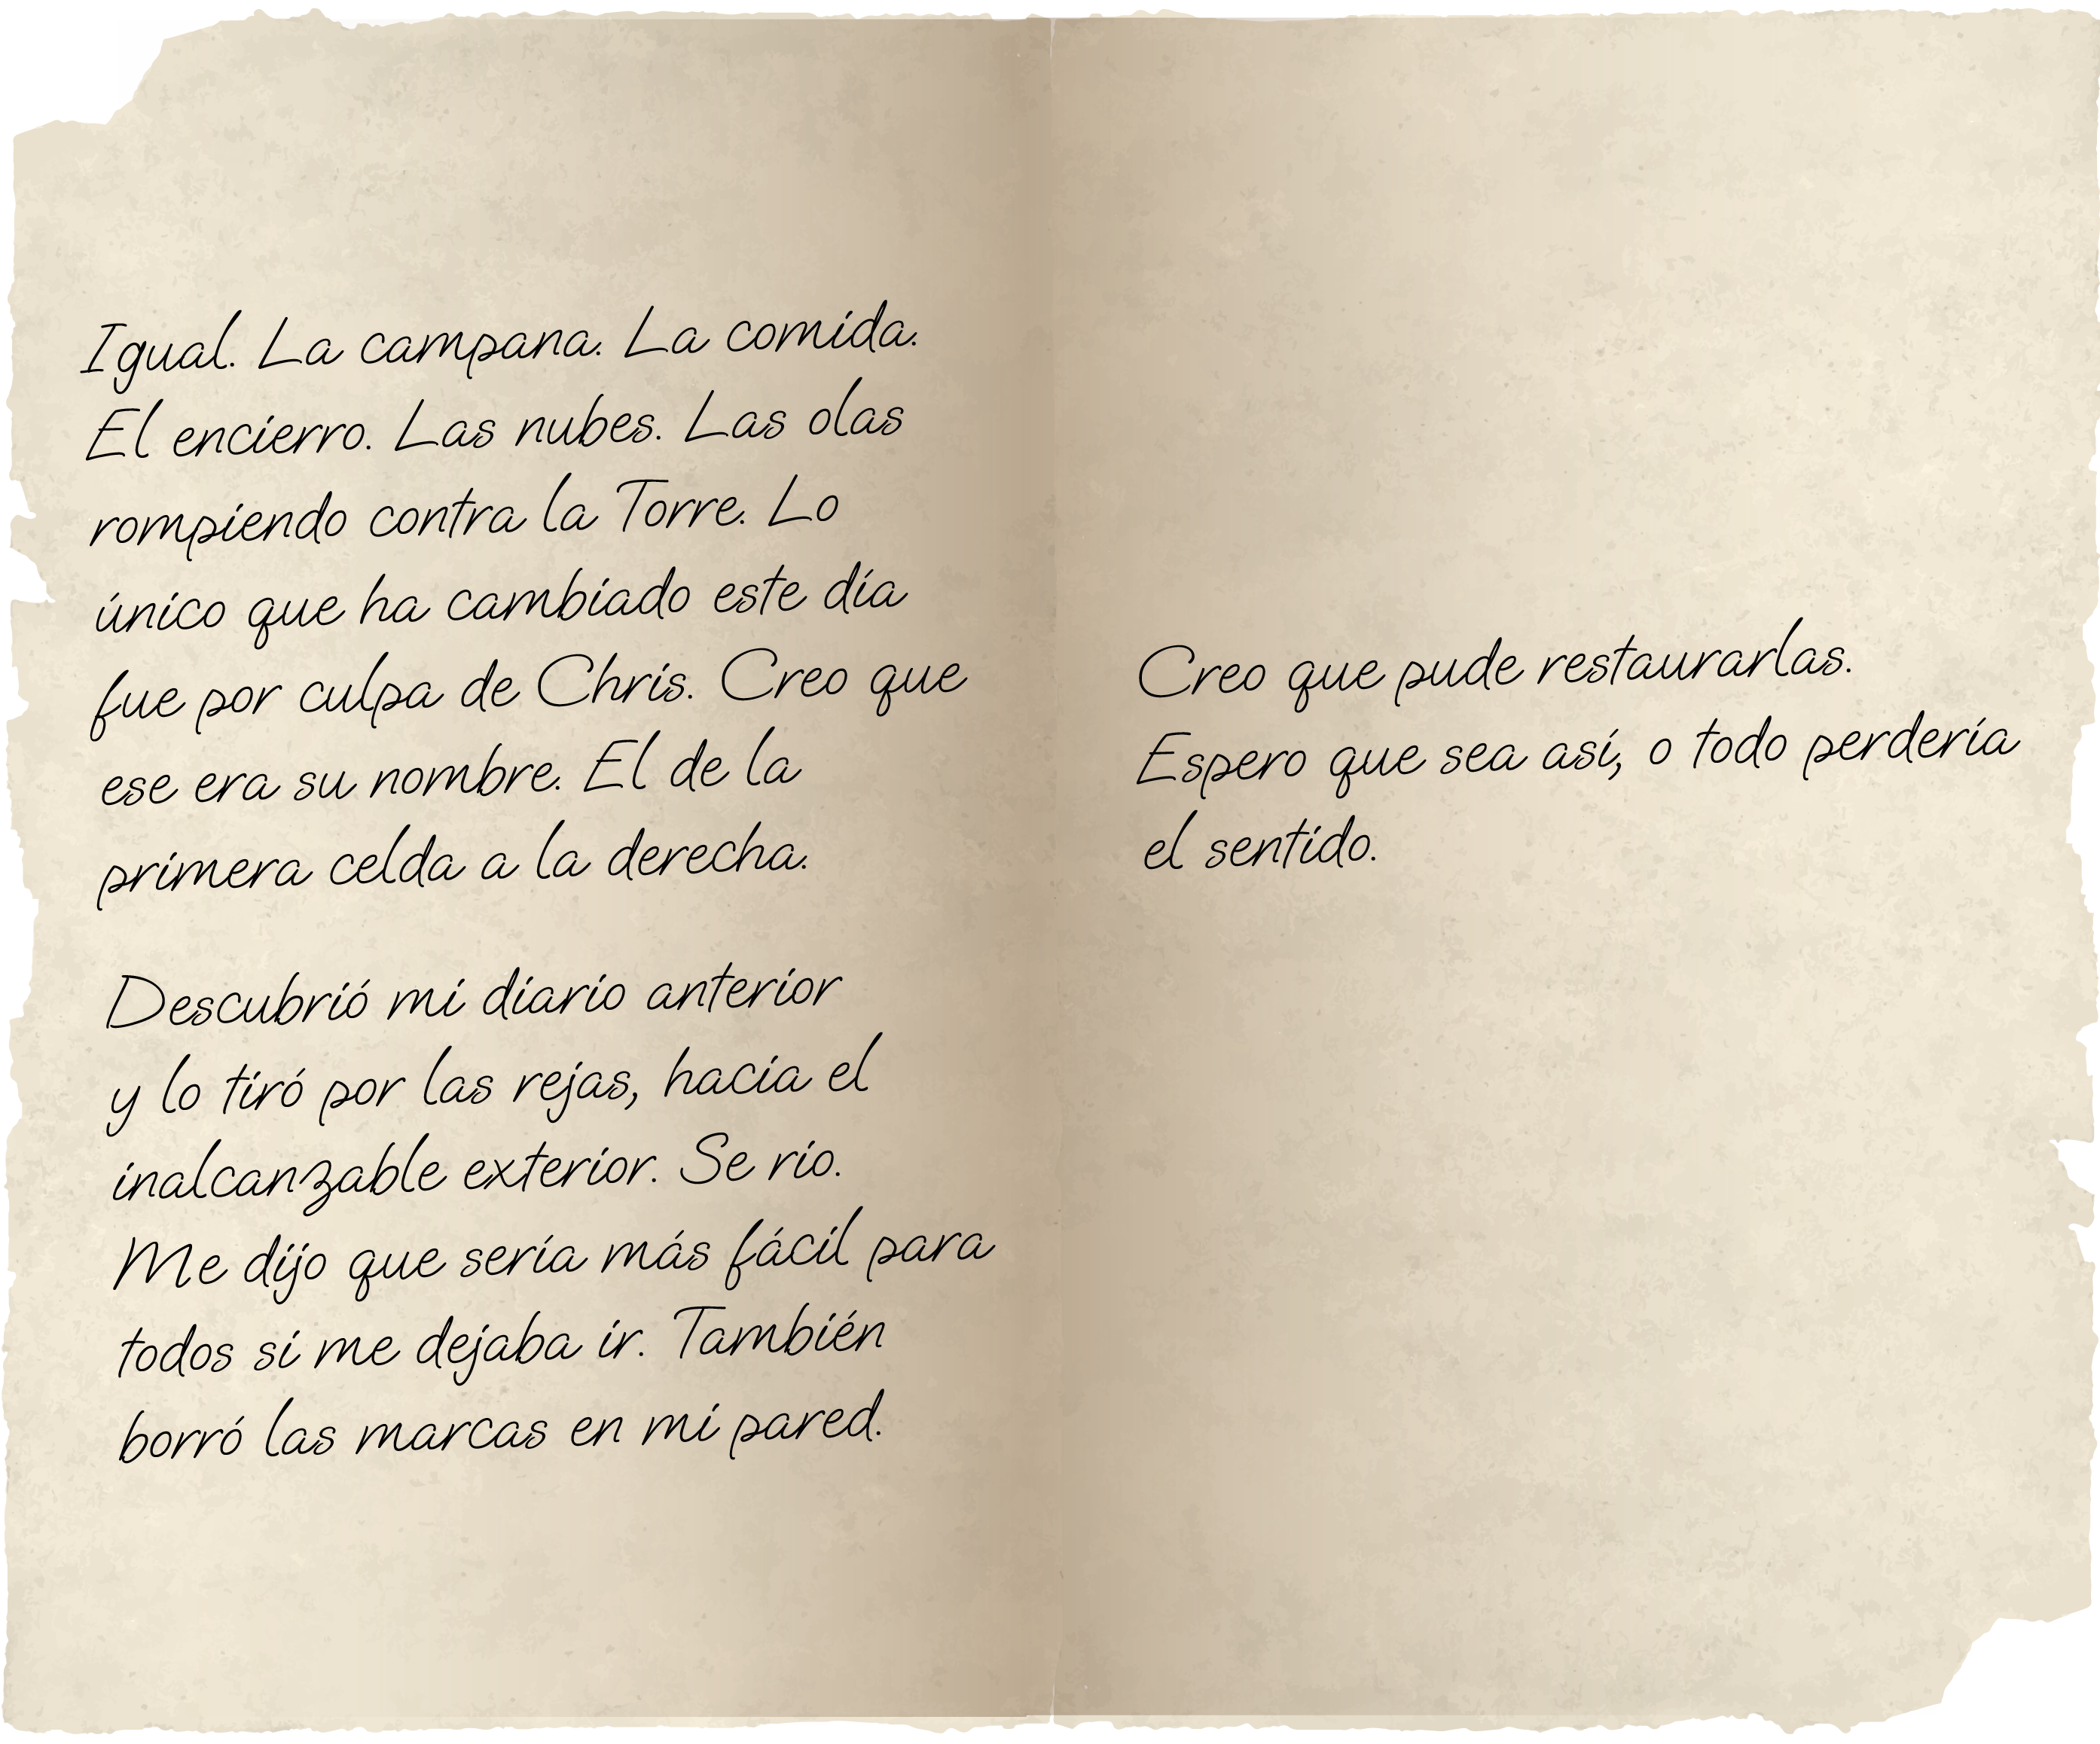 Igual. La campana. La comida.
El encierro. Las nubes. Las olas
rompiendo contra la Torre. Lo
único que ha cambiado este día
fue por culpa de Chris. Creo que
ese era su nombre. El de la
primera celda a la derecha.
Descubrió mi diario anterior
y lo tiró por las rejas, hacia el
inalcanzable exterior. Se rio.
Me dijo que sería más fácil para
todos si me dejaba ir. También
borró las marcas en mi pared.
Creo que pude restaurarlas.
Espero que sea así, o todo perdería
el sentido.